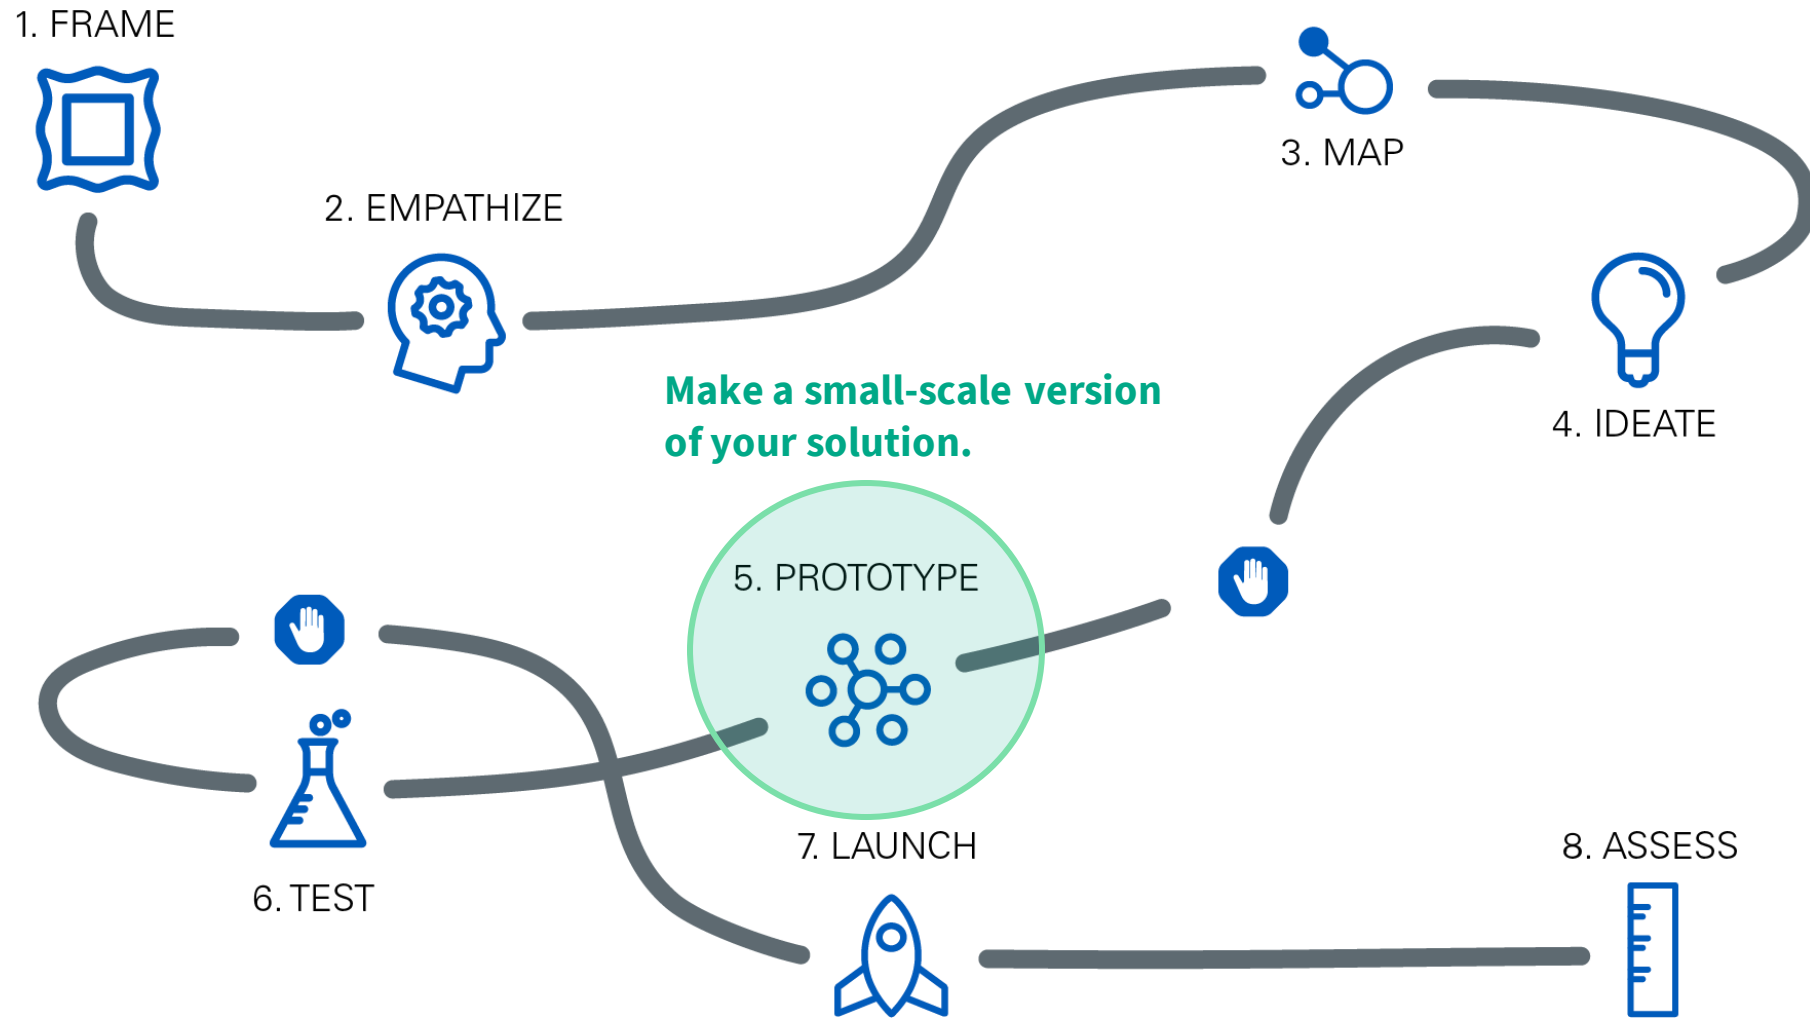 1. FRAME
2. EMPATHIZE
3. MAP
4. IDEATE
Make a small-scale version
of your solution.
5. PROTOTYPE
6. TEST
7. LAUNCH
8. ASSESS